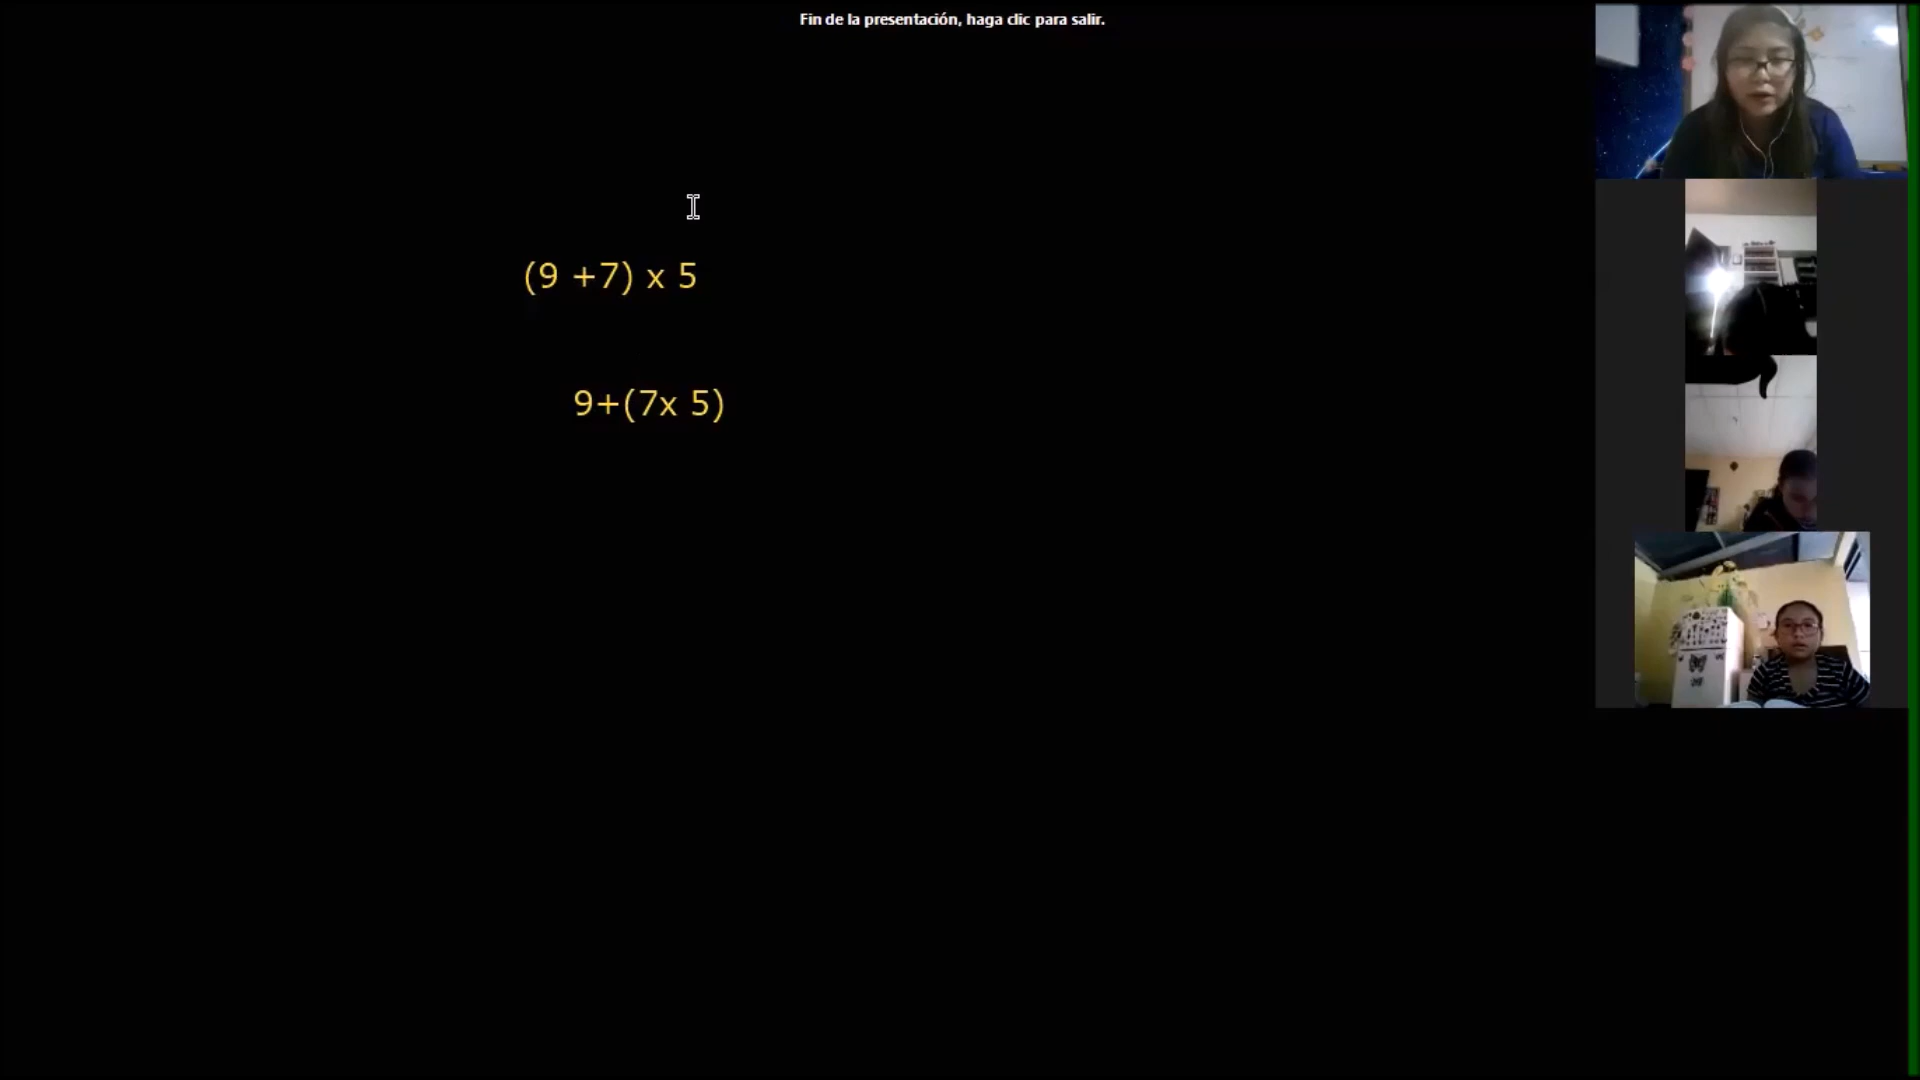 Fin de la presentación, haga clic para salir.
(9 +7) x 5
9+(7x 5)